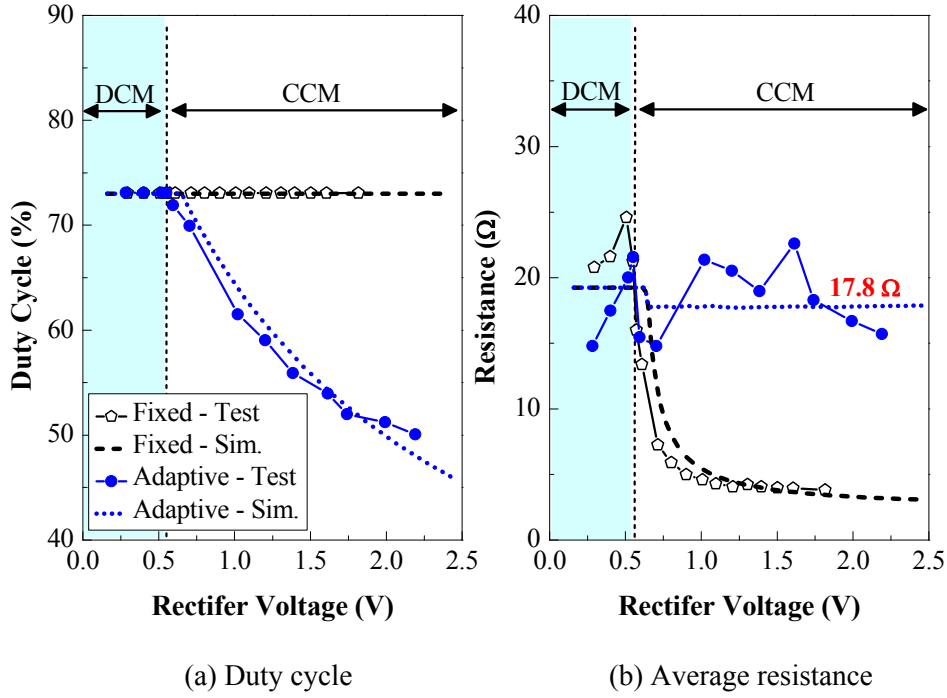 90
80
70
60
50
40
Duty Cycle (%)
DCM
CCM
Fixed - Test
Fixed - Sim.
Adaptive - Test
Adaptive - Sim.
0.0 0.5 1.0 1.5 2.0 2.5
Rectifer Voltage (V)
(a) Duty cycle
40
30
20
10
0
Resistance (Ω)
DCM
CCM
17.8 Ω
0.0 0.5 1.0 1.5 2.0 2.5
Rectifer Voltage (V)
(b) Average resistance